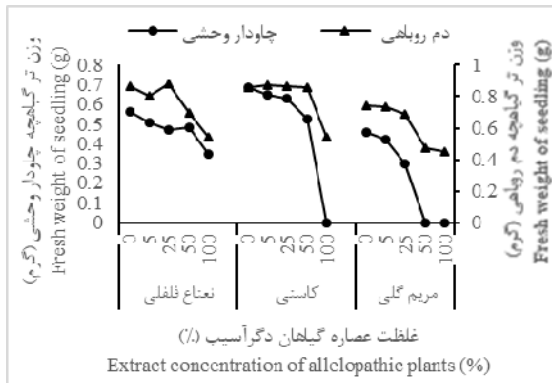 چاودار وحشی
دم روباهی
وزن تر گیاهچه چاودار وحشی (گرم)
Fresh weight of seedling (g)
0.8
0.7
0.6
0.5
0.4
0.3
0.2
0.1
0
1
0.8
0.6
0.4
0.2
0
وزن تر گیاهچه دم روباهی (گرم)
Fresh weight of seedling (g)
0 5 25 50 100 0 5 25 50 100 0 5 25 50 100
نعناع فلفلی کاسنی مریم گلی
غلظت عصاره گیاهان دگرآسیب (٪)
Extract concentration of allelopathic plants (%)